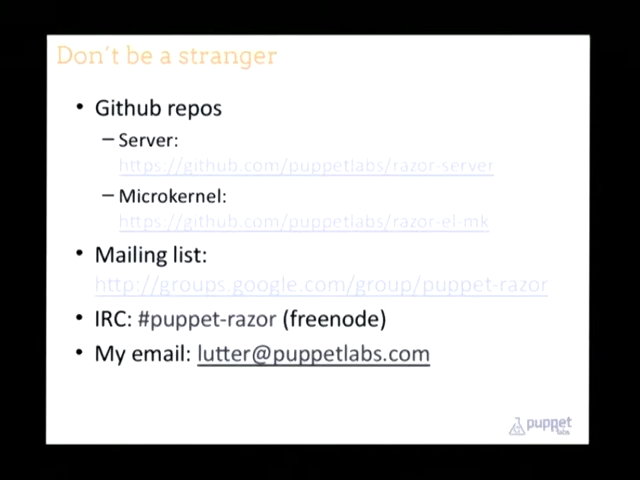 Don't be a stranger
• Github repos
– Server:
https://github.com/puppetlabs/razor-server
– Microkernel:
https://github.com/puppetlabs/razor-el-mk
• Mailing list:
http://groups.google.com/group/puppet-razor
• IRC: #puppet-razor (freenode)
• My email: lutter@puppetlabs.com
puppet
labs